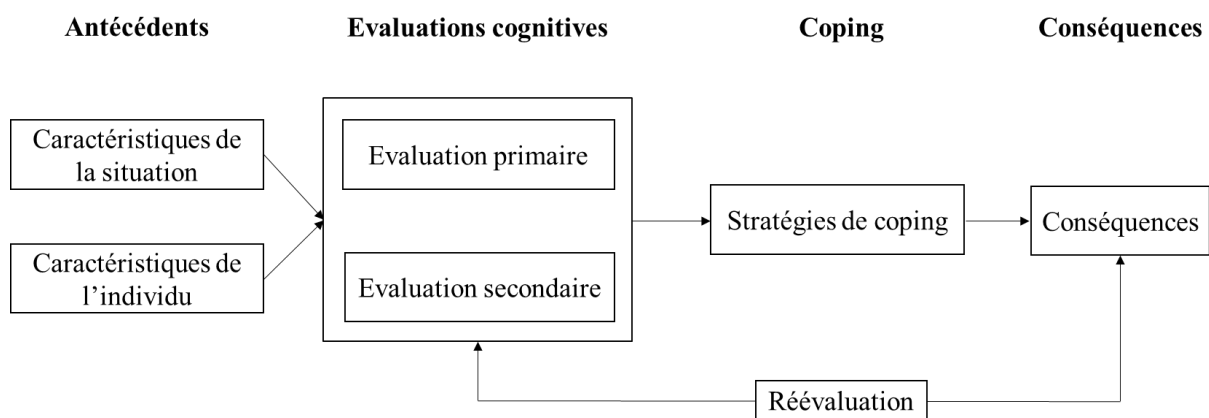 Antécédents
Evaluations cognitives
Coping
Conséquences
Caractéristiques de
la situation
Caractéristiques de
l’individu
Evaluation primaire
Evaluation secondaire
Stratégies de coping
Conséquences
Réévaluation